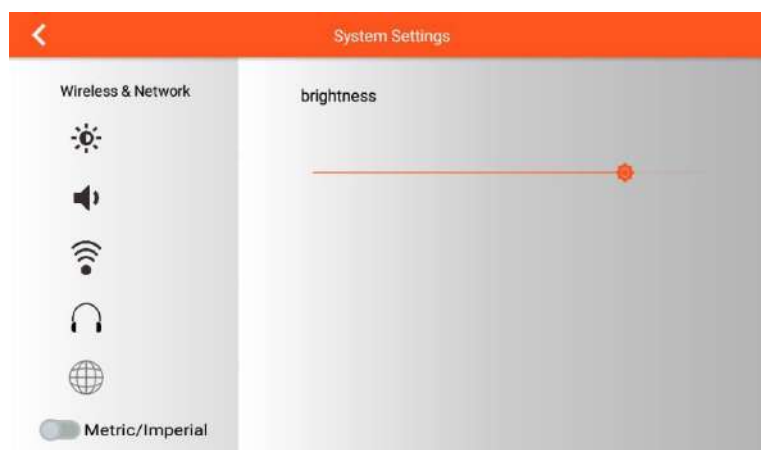 System Settings
Wireless & Network
brightness
Metric/Imperial